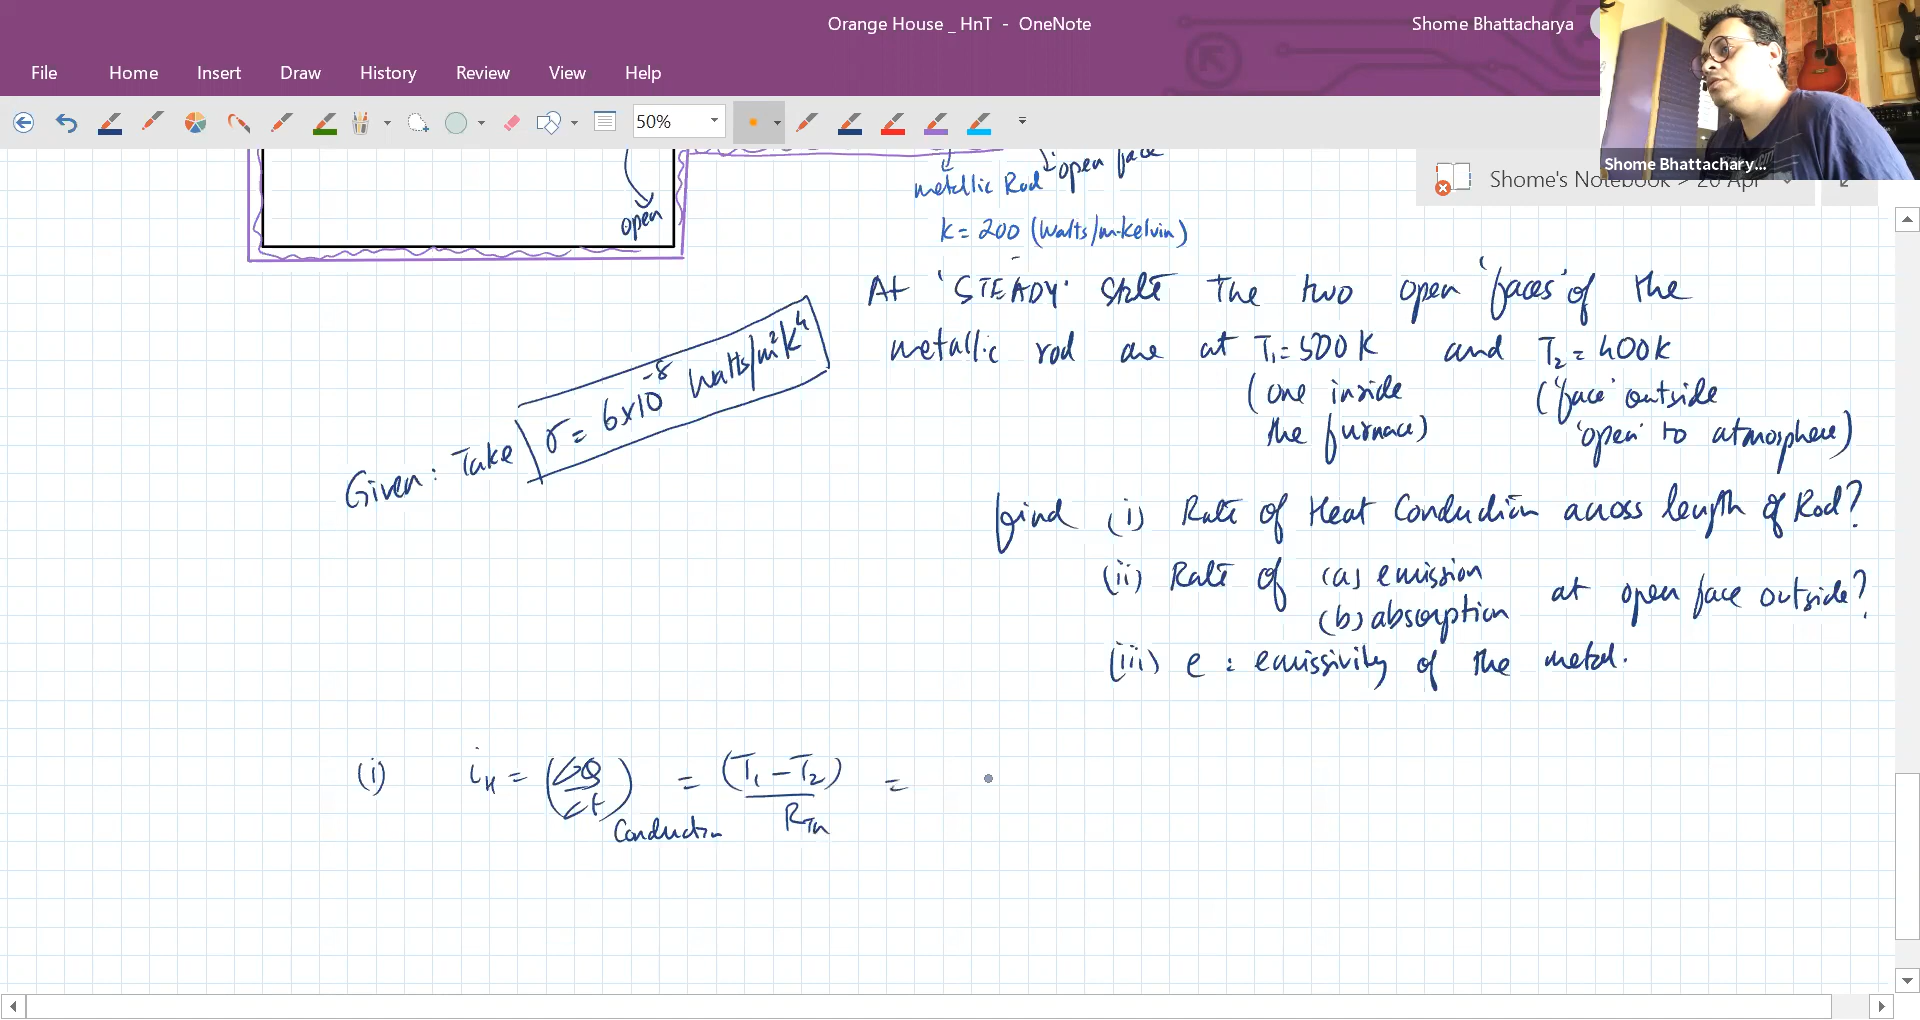 Orange House _ HnT - OneNote
Shome Bhattacharya
File Home Insert Draw History Review View Help
50%
Shome Bhattachary...
Shome's Notebook > 20 Apr
open
metallic Rod
open face
K = 200 (Watts/m-kelvin)
At 'STEADY' state the two open 'faces' of the
metallic rod are at T₁ = 500 K and T₂ = 400 K
(one inside the furnace)
('face' outside 'open' to atmosphere)
Given: Take σ = 6×10⁻⁸ Watts/m²K⁴
find (i) Rate of Heat Conduction across length of Rod?
(ii) Rate of (a) emission
(b) absorption at open face outside?
(iii) e = emissivity of the metal.
(i) i_H = (ΔQ/Δt)Conduction = (T₁ - T₂)/R_Th =